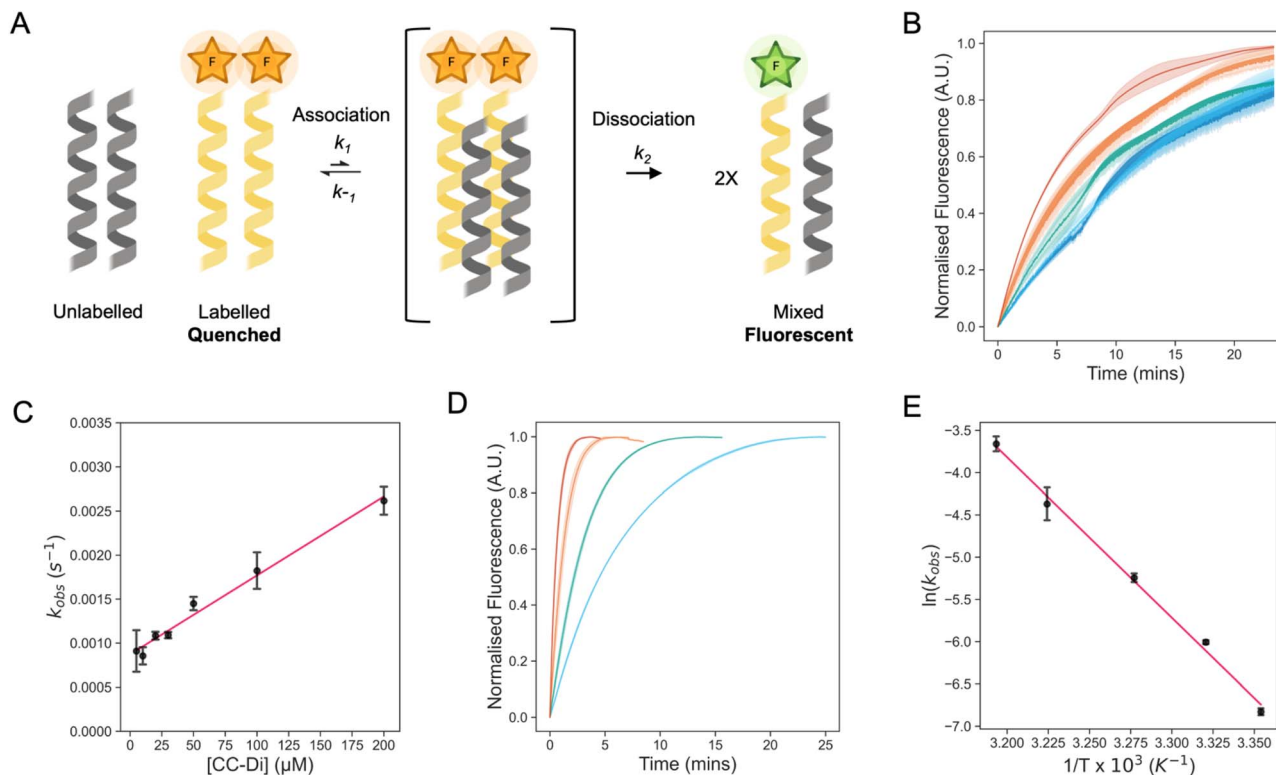 A
F F
F F
F
Association
k₁
k-₁
Dissociation
k₂
2X
Unlabelled
Labelled
Quenched
Mixed
Fluorescent
B
Normalised Fluorescence (A.U.)
1.0
0.8
0.6
0.4
0.2
0.0
0 5 10 15 20
Time (mins)
C
k_obs (s⁻¹)
0.0035
0.0030
0.0025
0.0020
0.0015
0.0010
0.0005
0.0000
0 25 50 75 100 125 150 175 200
[CC-Di] (µM)
D
Normalised Fluorescence (A.U.)
1.0
0.8
0.6
0.4
0.2
0.0
0 5 10 15 20 25
Time (mins)
E
ln(k_obs)
−3.5
−4.0
−4.5
−5.0
−5.5
−6.0
−6.5
−7.0
3.200 3.225 3.250 3.275 3.300 3.325 3.350
1/T x 10³ (K⁻¹)